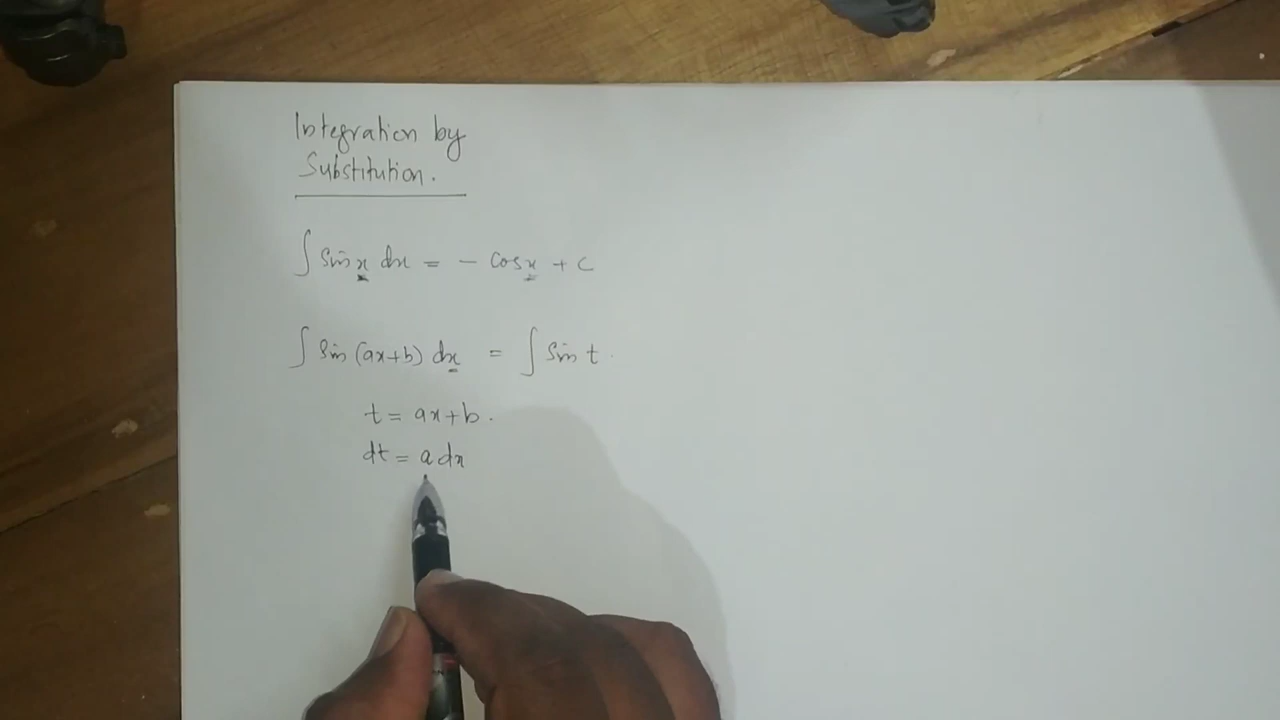 Integration by
Substitution.
∫ sin x dx = - cos x + c
∫ sin (ax+b) dx = ∫ sin t .
t = ax+b .
dt = a dx